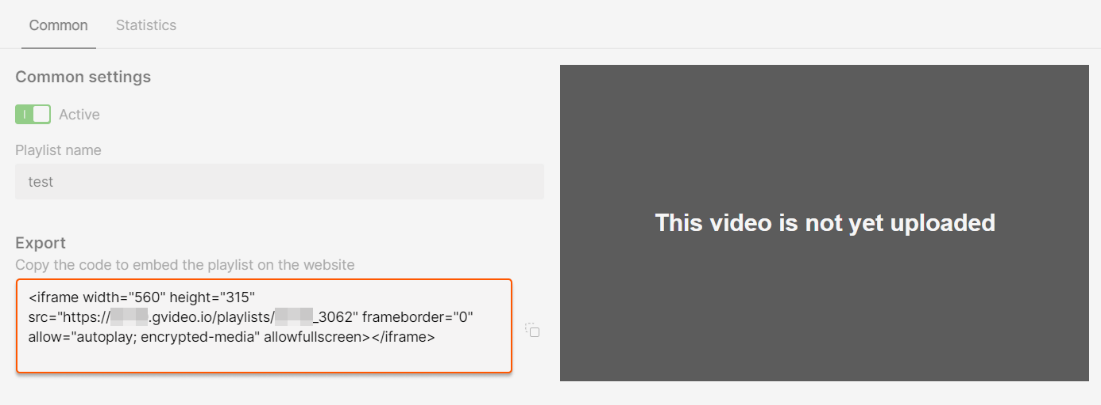 Common Statistics
Common settings
Active
Playlist name
test
Export
Copy the code to embed the playlist on the website
<iframe width="560" height="315"
src="https:// .gvideo.io/playlists/ _3062" frameborder="0"
allow="autoplay; encrypted-media" allowfullscreen></iframe>
This video is not yet uploaded